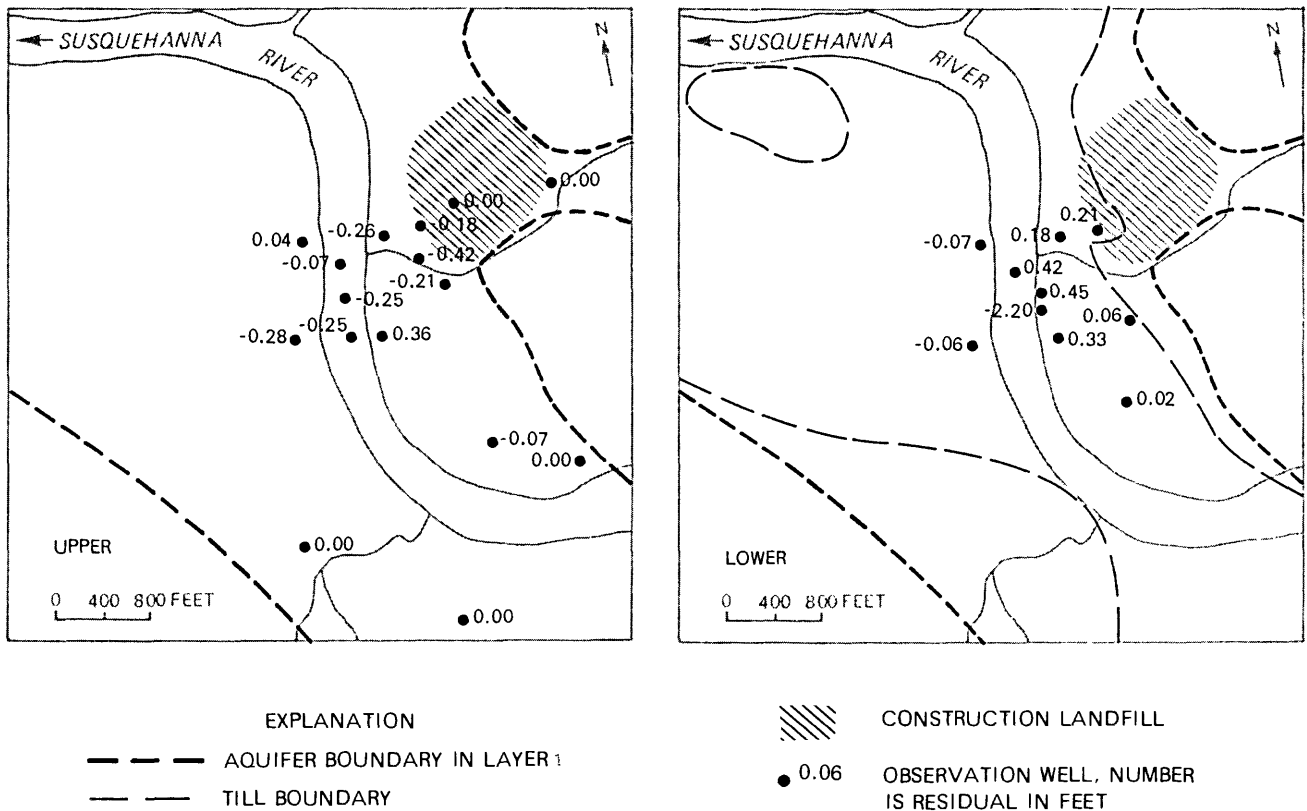 SUSQUEHANNA
RIVER
N
0.00
0.00
-0.18
-0.26
0.04
-0.42
-0.07
-0.21
-0.25
-0.25
0.36
-0.28
-0.07
0.00
0.00
0.00
UPPER
0 400 800 FEET
SUSQUEHANNA
RIVER
N
0.21
0.18
-0.07
0.42
0.45
-2.20
0.06
0.33
-0.06
0.02
LOWER
0 400 800 FEET
EXPLANATION
AQUIFER BOUNDARY IN LAYER 1
TILL BOUNDARY
CONSTRUCTION LANDFILL
0.06 OBSERVATION WELL, NUMBER
IS RESIDUAL IN FEET